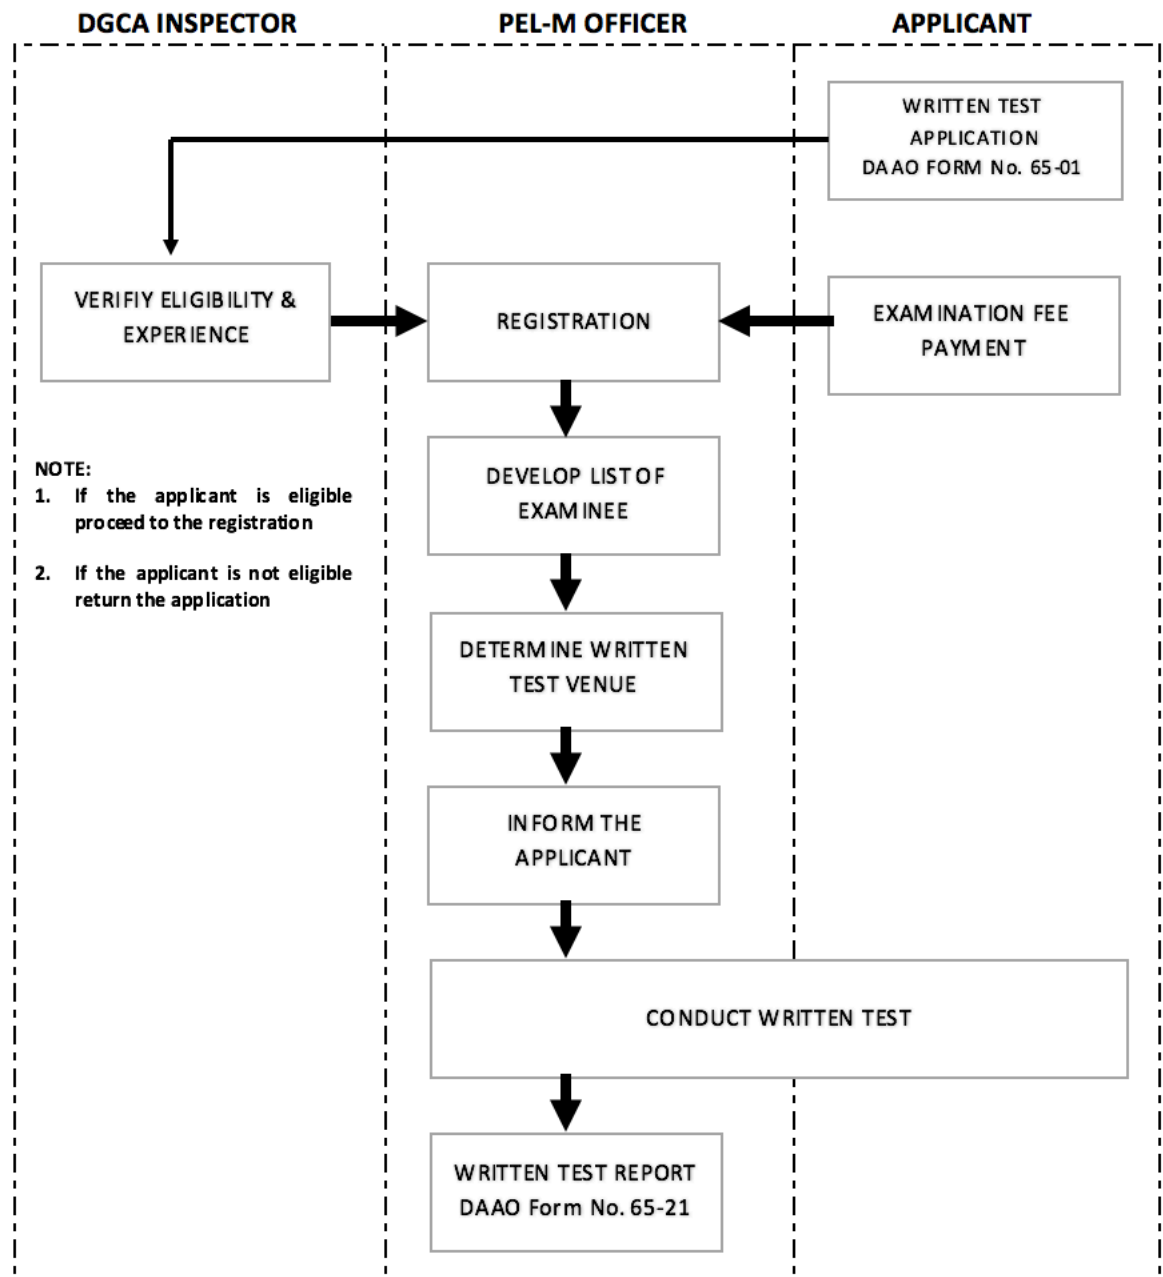 DGCA INSPECTOR
PEL-M OFFICER
APPLICANT
WRITTEN TEST
APPLICATION
DAAO FORM No. 65-01
VERIFIY ELIGIBILITY &
EXPERIENCE
REGISTRATION
EXAMINATION FEE
PAYMENT
NOTE:
1. If the applicant is eligible
proceed to the registration
2. If the applicant is not eligible
return the application
DEVELOP LIST OF
EXAMINEE
DETERMINE WRITTEN
TEST VENUE
INFORM THE
APPLICANT
CONDUCT WRITTEN TEST
WRITTEN TEST REPORT
DAAO Form No. 65-21